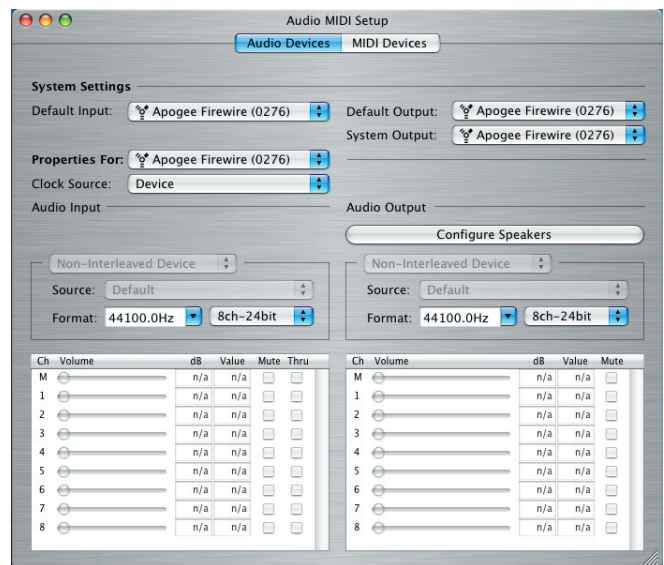 Audio MIDI Setup
Audio Devices MIDI Devices
System Settings
Default Input: Apogee Firewire (0276) Default Output: Apogee Firewire (0276)
System Output: Apogee Firewire (0276)
Properties For: Apogee Firewire (0276)
Clock Source: Device
Audio Input Audio Output
Configure Speakers
Non-Interleaved Device Non-Interleaved Device
Source: Default Source: Default
Format: 44100.0Hz 8ch-24bit Format: 44100.0Hz 8ch-24bit
Ch Volume dB Value Mute Thru Ch Volume dB Value Mute
M n/a n/a M n/a n/a
1 n/a n/a 1 n/a n/a
2 n/a n/a 2 n/a n/a
3 n/a n/a 3 n/a n/a
4 n/a n/a 4 n/a n/a
5 n/a n/a 5 n/a n/a
6 n/a n/a 6 n/a n/a
7 n/a n/a 7 n/a n/a
8 n/a n/a 8 n/a n/a